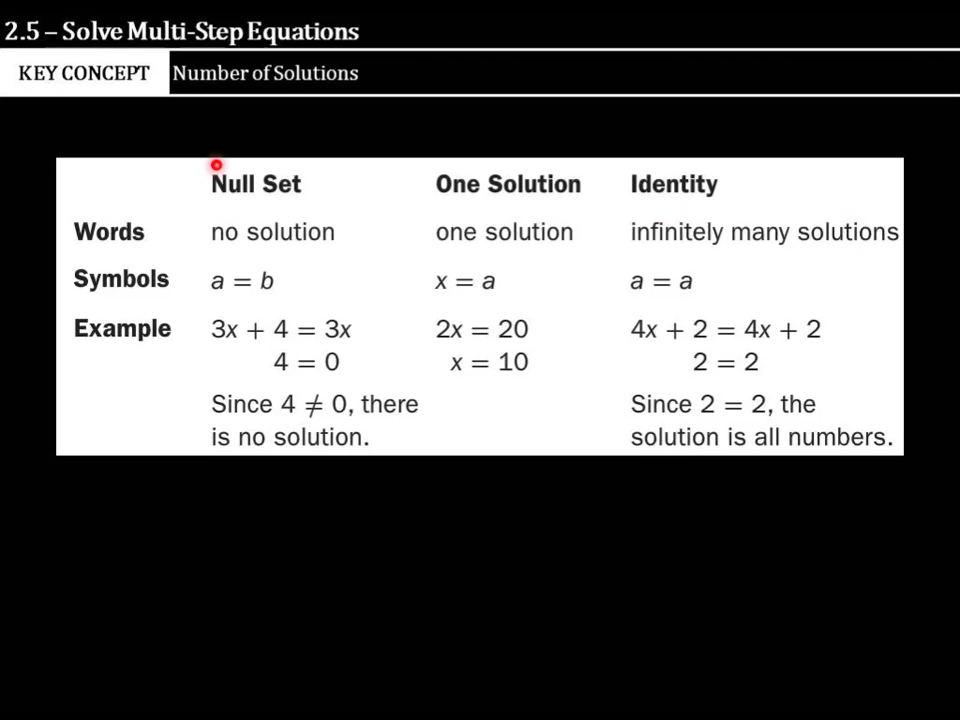 2.5 – Solve Multi-Step Equations
KEY CONCEPT Number of Solutions
Null Set One Solution Identity
Words no solution one solution infinitely many solutions
Symbols a = b x = a a = a
Example 3x + 4 = 3x 2x = 20 4x + 2 = 4x + 2
4 = 0 x = 10 2 = 2
Since 4 ≠ 0, there Since 2 = 2, the
is no solution. solution is all numbers.